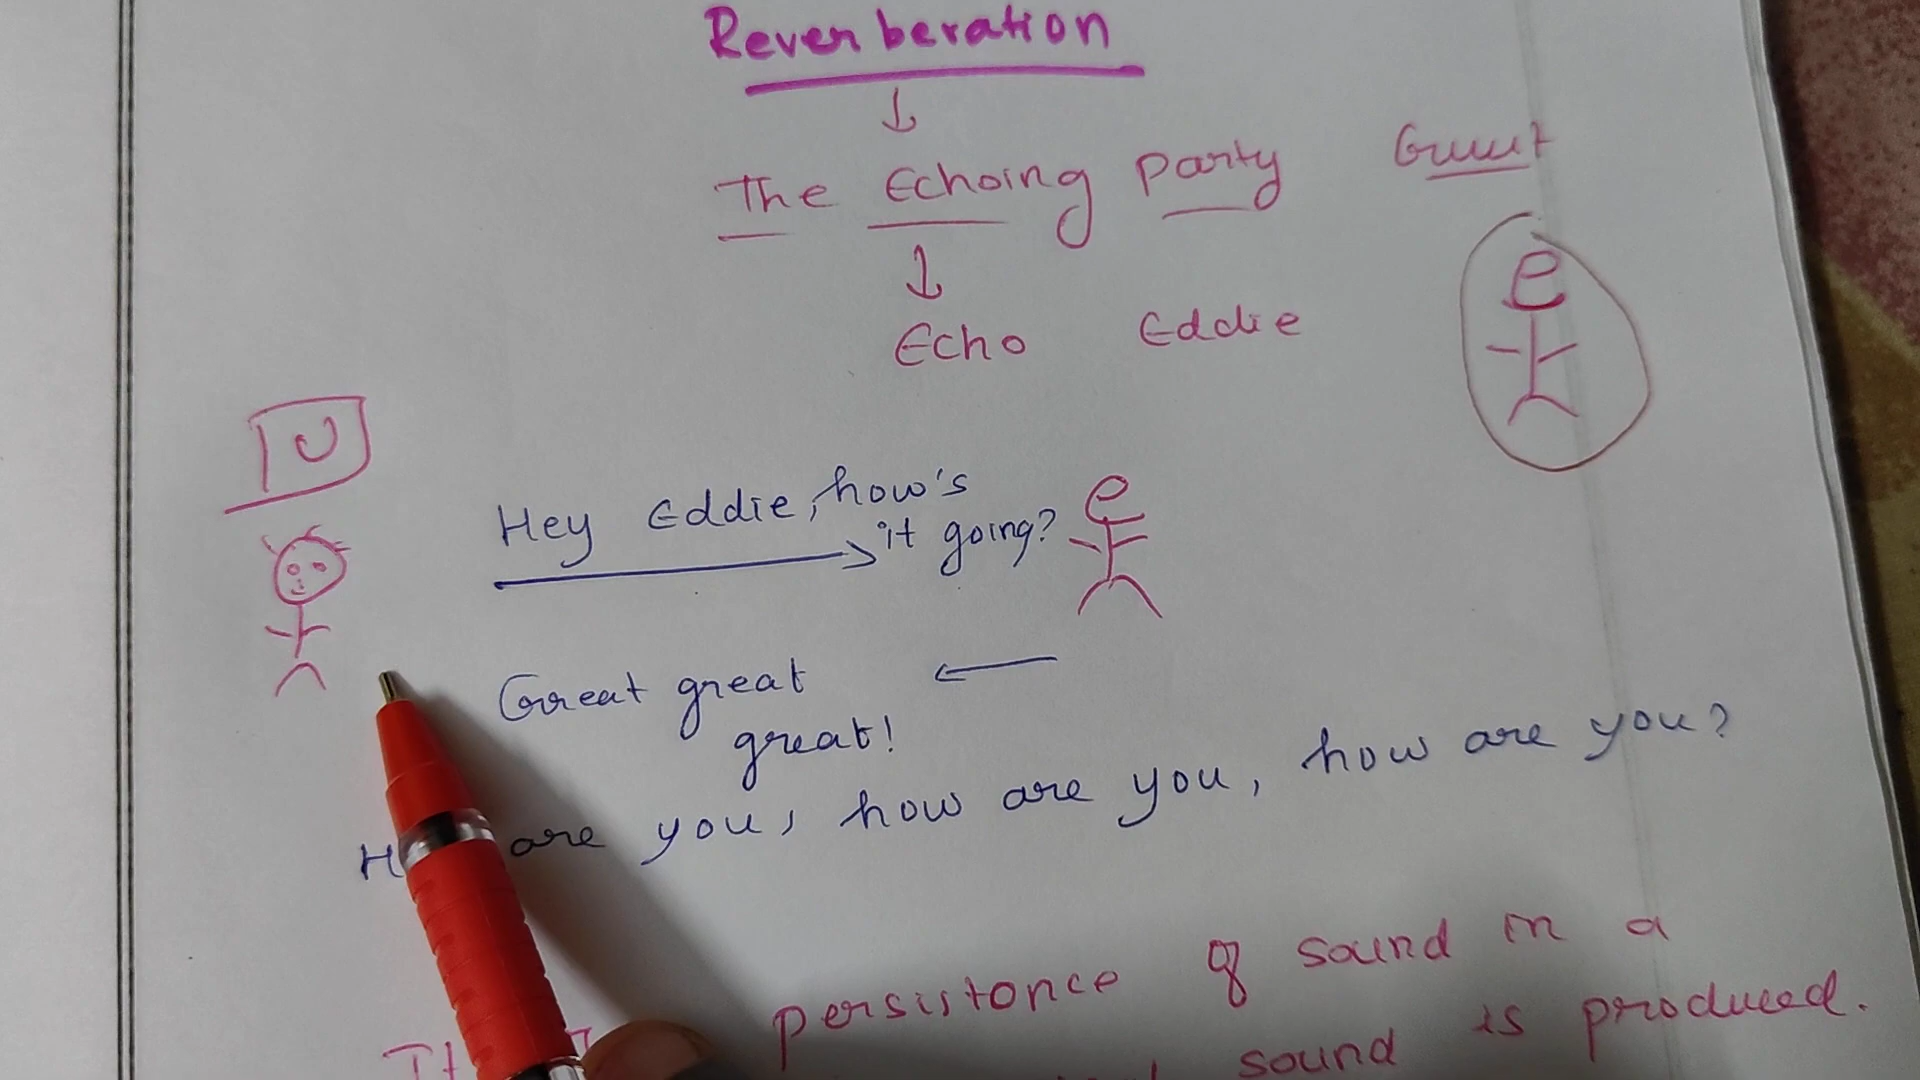 Reverberation
The Echoing Party Guest
Echo Eddie
U
Hey Eddie, how's
it going?
Great great
great!
are you, how are you, how are you?
persistence of sound in a
sound is produced.